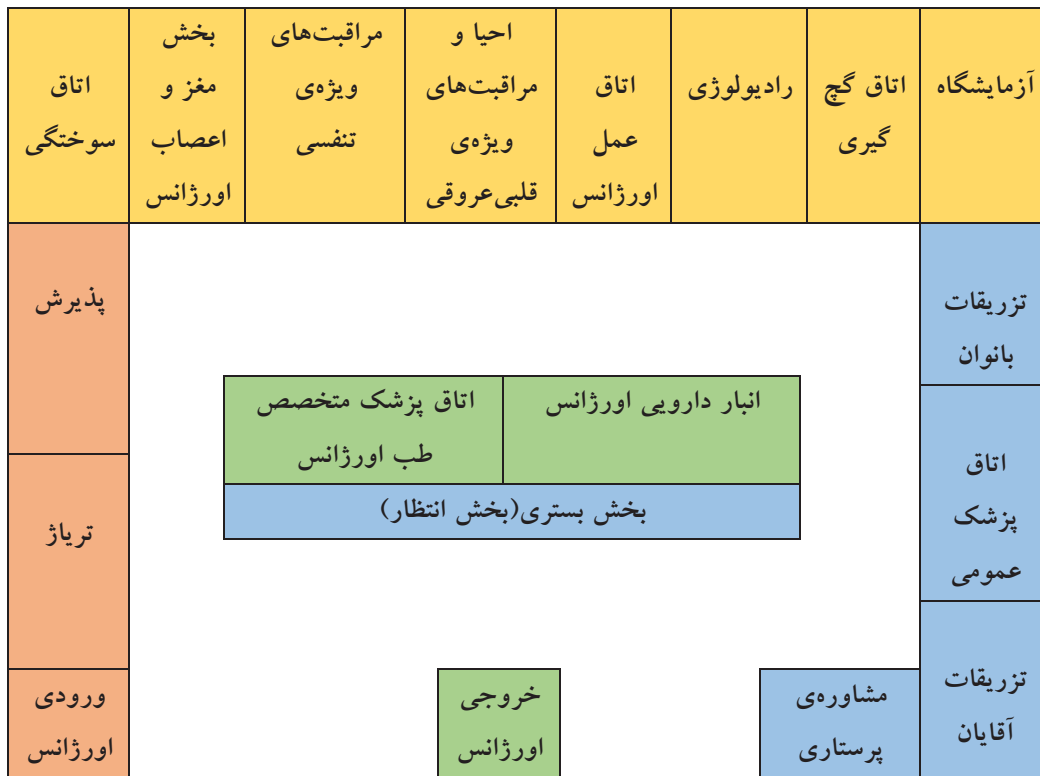 آزمایشگاه
اتاق گچ
گیری
رادیولوژی
اتاق
عمل
اورژانس
احیا و
مراقبت‌های
ویژه‌ی
قلبی‌عروقی
مراقبت‌های
ویژه‌ی
تنفسی
بخش
مغز و
اعصاب
اورژانس
اتاق
سوختگی
تزریقات
بانوان
پذیرش
انبار دارویی اورژانس
اتاق پزشک متخصص
طب اورژانس
بخش بستری(بخش انتظار)
اتاق
پزشک
عمومی
تریاژ
تزریقات
آقایان
مشاوره‌ی
پرستاری
خروجی
اورژانس
ورودی
اورژانس